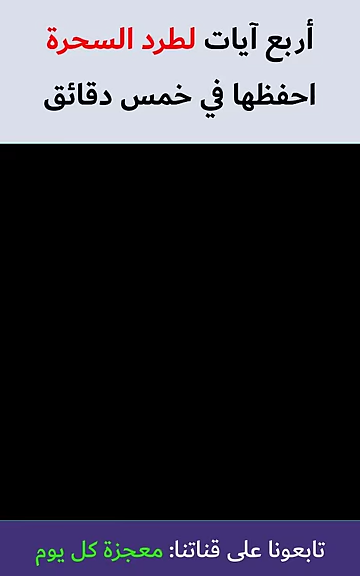 أربع آيات لطرد السحرة
احفظها في خمس دقائق
تابعونا على قناتنا: معجزة كل يوم